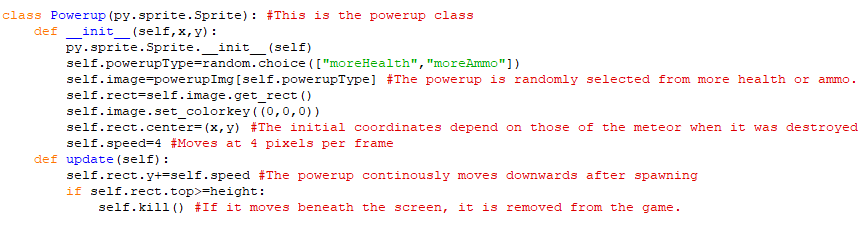 class Powerup(py.sprite.Sprite): #This is the powerup class
    def __init__(self,x,y):
        py.sprite.Sprite.__init__(self)
        self.powerupType=random.choice(["moreHealth","moreAmmo"])
        self.image=powerupImg[self.powerupType] #The powerup is randomly selected from more health or ammo.
        self.rect=self.image.get_rect()
        self.image.set_colorkey((0,0,0))
        self.rect.center=(x,y) #The initial coordinates depend on those of the meteor when it was destroyed
        self.speed=4 #Moves at 4 pixels per frame
    def update(self):
        self.rect.y+=self.speed #The powerup continously moves downwards after spawning
        if self.rect.top>=height:
            self.kill() #If it moves beneath the screen, it is removed from the game.